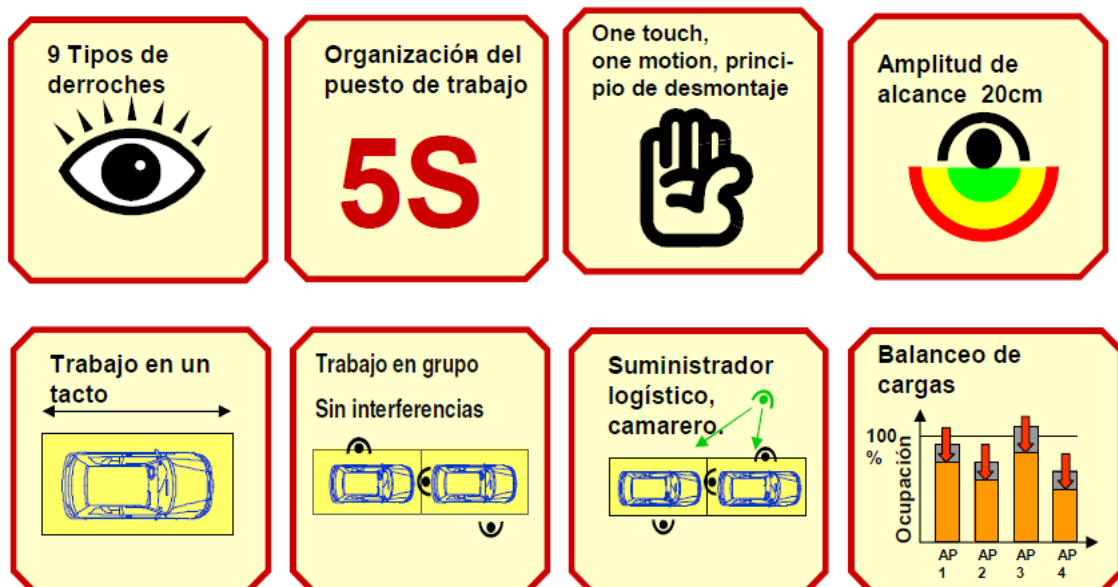 9 Tipos de
derroches
Organización del
puesto de trabajo
5S
One touch,
one motion, princi-
pio de desmontaje
Amplitud de
alcance 20cm
Trabajo en un
tacto
Trabajo en grupo
Sin interferencias
Suministrador
logístico,
camarero.
Balanceo de
cargas
100
%
Ocupación
AP AP AP AP
1 2 3 4